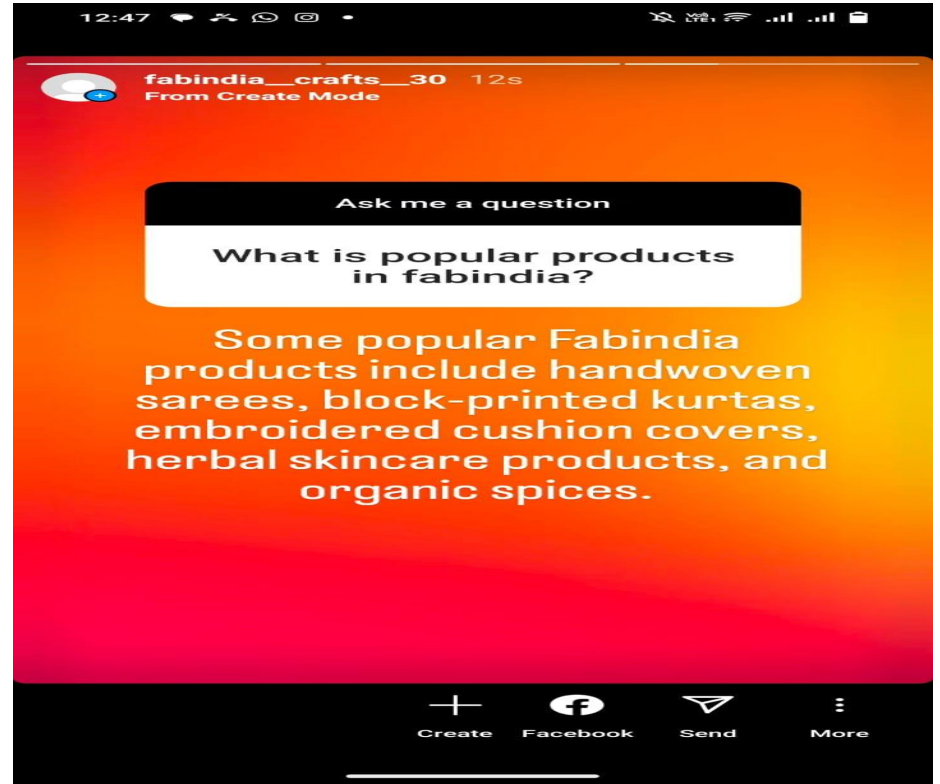 12:47
Vo))
LTE1
fabindia__crafts__30 12s
From Create Mode
Ask me a question
What is popular products
in fabindia?
Some popular Fabindia
products include handwoven
sarees, block-printed kurtas,
embroidered cushion covers,
herbal skincare products, and
organic spices.
Create Facebook Send More